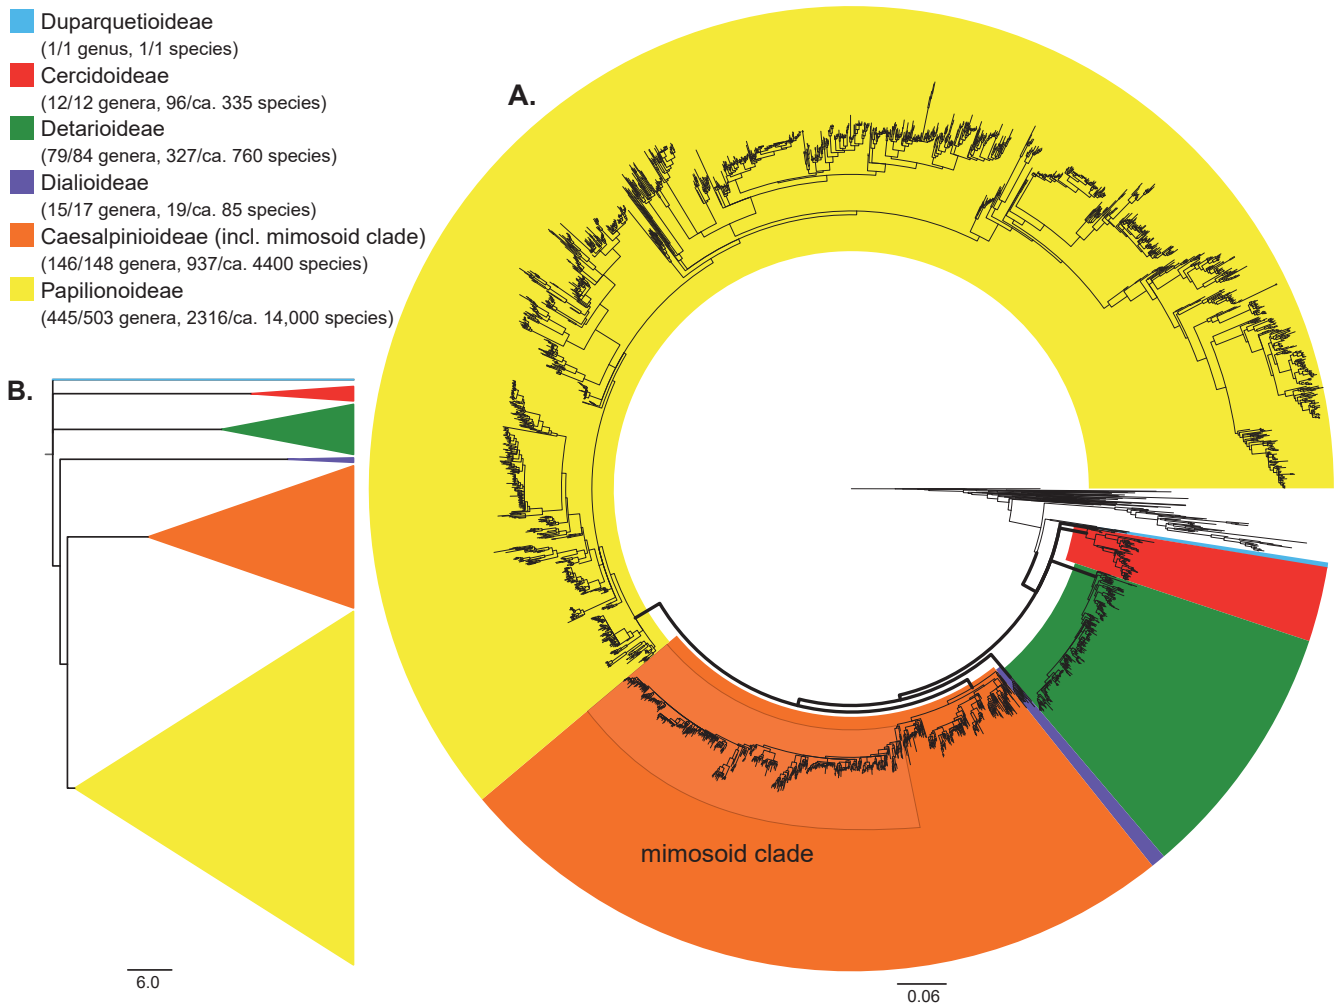 Duparquetioideae
(1/1 genus, 1/1 species)
Cercidoideae
(12/12 genera, 96/ca. 335 species)
Detarioideae
(79/84 genera, 327/ca. 760 species)
Dialioideae
(15/17 genera, 19/ca. 85 species)
Caesalpinioideae (incl. mimosoid clade)
(146/148 genera, 937/ca. 4400 species)
Papilionoideae
(445/503 genera, 2316/ca. 14,000 species)
A.
B.
mimosoid clade
6.0
0.06